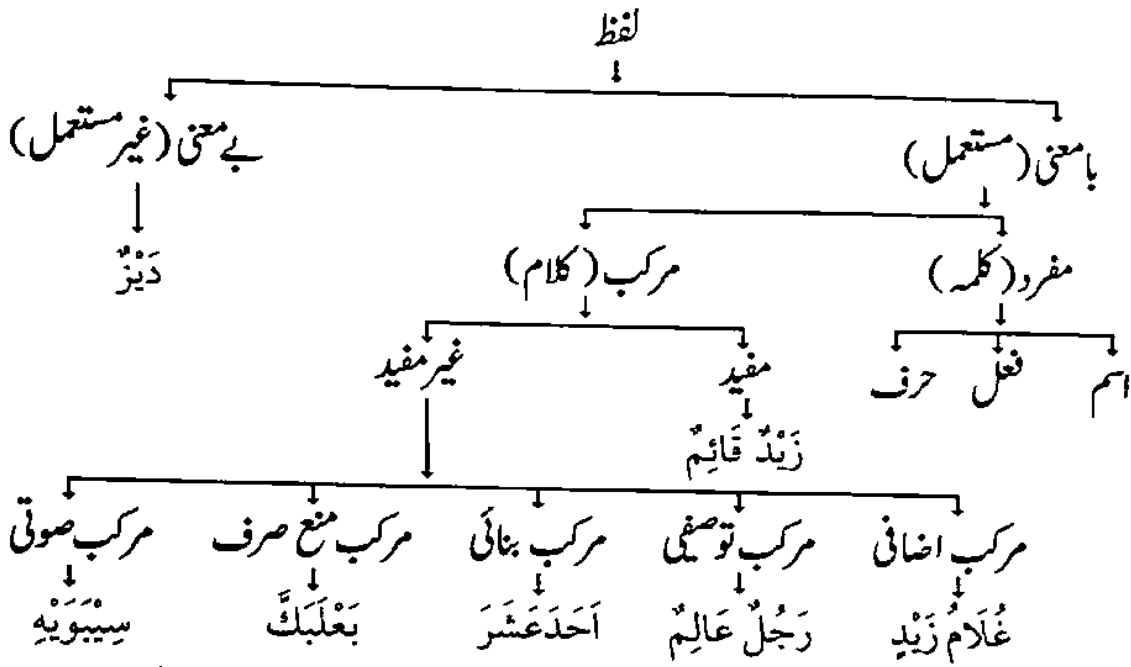 لفظ
بامعنی (مستعمل) بے معنی (غیر مستعمل)
دَیْزٌ
مفرد (کلمہ) مرکب (کلام)
اسم فعل حرف مفید غیر مفید
زَیْدٌ قَائِمٌ
مرکب اضافی مرکب توصیفی مرکب بنائی مرکب منع صرف مرکب صوتی
غُلَامُ زَیْدٍ رَجُلٌ عَالِمٌ اَحَدَعَشَرَ بَعْلَبَكَّ سِیْبَوَیْهِ